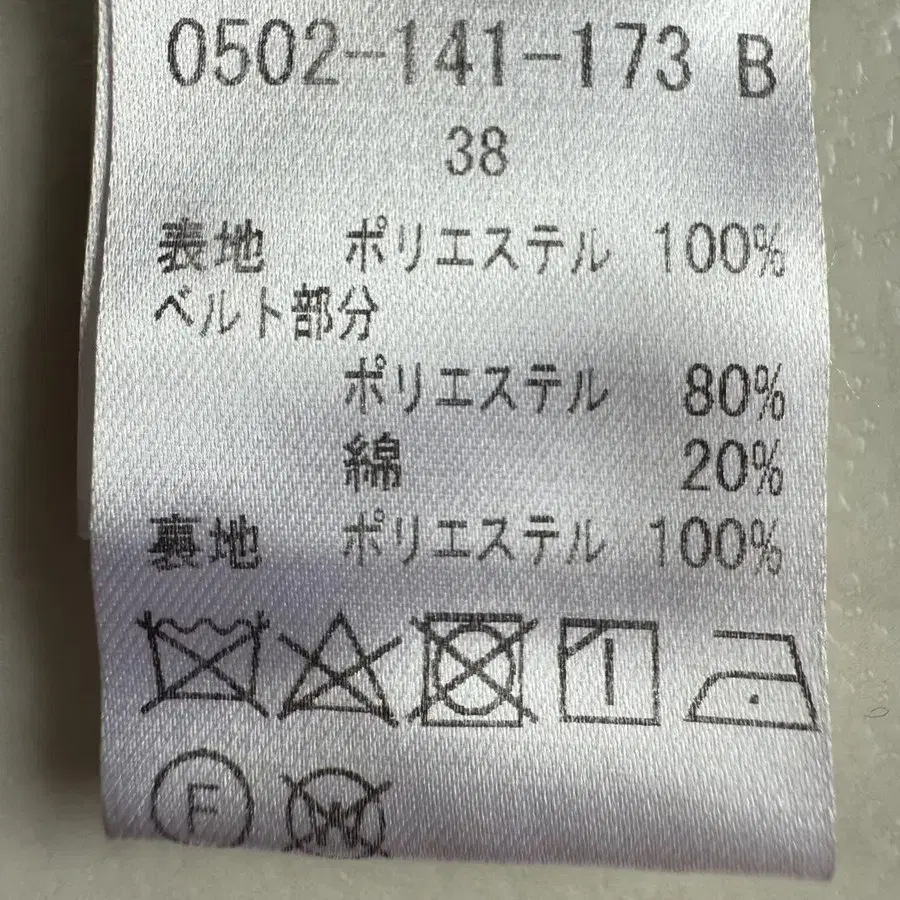 0502-141-173 B
38
表地 ポリエステル 100%
ベルト部分
ポリエステル 80%
綿 20%
裏地 ポリエステル 100%
F
W